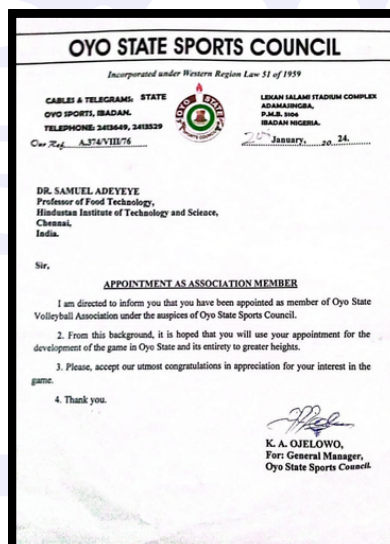 OYO STATE SPORTS COUNCIL
Incorporated under Western Region Law 51 of 1959
CABLES & TELEGRAMS: STATE
OYO SPORTS, IBADAN.
TELEPHONE: 2413649, 2413529
Our Ref. A.374/VIII/76
LEKAN SALAMI STADIUM COMPLEX
ADAMASINGBA,
P.M.B. 5106
IBADAN NIGERIA.
January, 20 24.
OYO STATE
SPORTS COUNCIL
DR. SAMUEL ADEYEYE
Professor of Food Technology,
Hindustan Institute of Technology and Science,
Chennai,
India.
Sir,
APPOINTMENT AS ASSOCIATION MEMBER
I am directed to inform you that you have been appointed as member of Oyo State
Volleyball Association under the auspices of Oyo State Sports Council.
2. From this background, it is hoped that you will use your appointment for the
development of the game in Oyo State and its entirety to greater heights.
3. Please, accept our utmost congratulations in appreciation for your interest in the
game.
4. Thank you.
K. A. OJELOWO,
For: General Manager,
Oyo State Sports Council.